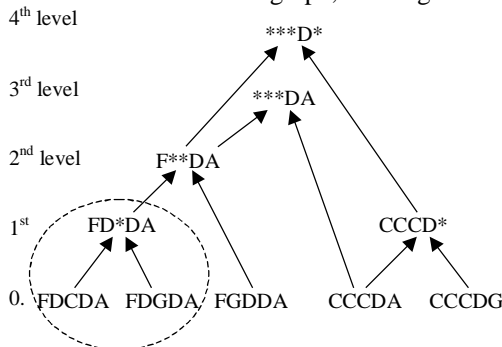 4th level
***D*
3rd level
***DA
2nd level
F**DA
1st
FD*DA CCCD*
0. FDCDA FDGDA FGDDA CCCDA CCCDG